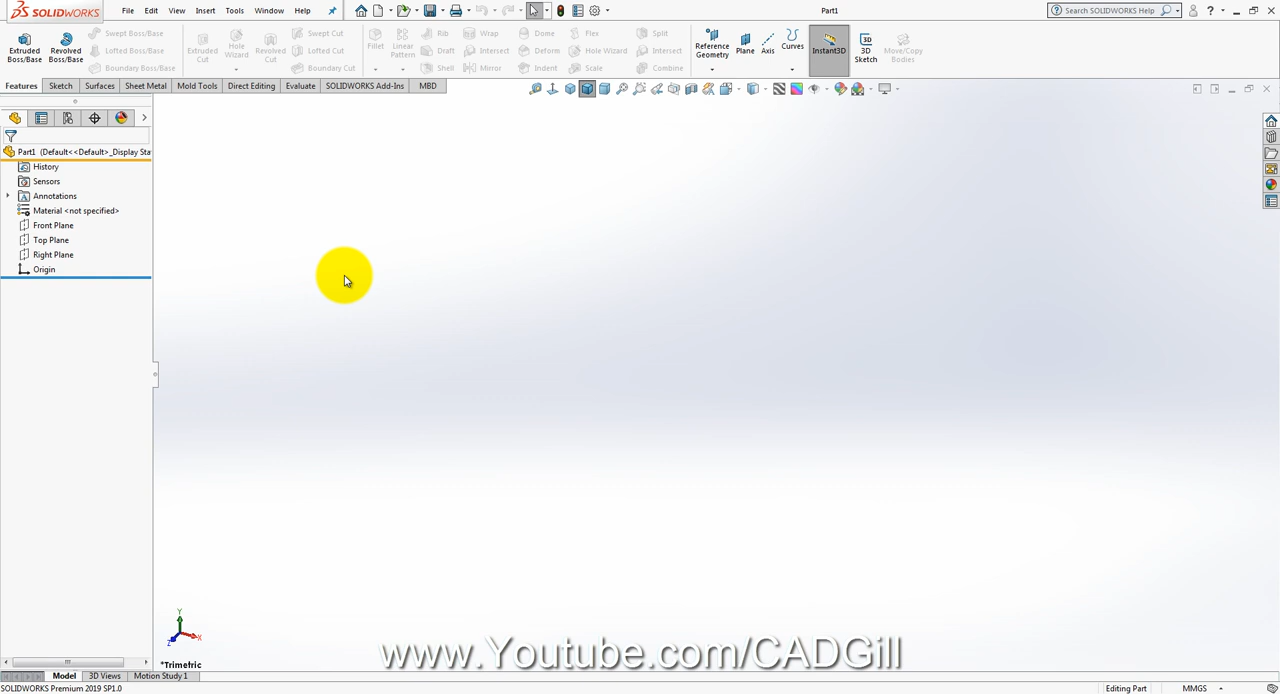 SOLIDWORKS File Edit View Insert Tools Window Help Part1 Search SOLIDWORKS Help ?
Extruded Boss/Base Revolved Boss/Base Swept Boss/Base Lofted Boss/Base Boundary Boss/Base Extruded Cut Hole Wizard Revolved Cut Swept Cut Lofted Cut Boundary Cut Fillet Linear Pattern Rib Draft Shell Wrap Intersect Mirror Dome Deform Indent Flex Hole Wizard Scale Split Intersect Combine Reference Geometry Plane Axis Curves Instant3D 3D Sketch Move/Copy Bodies
Features Sketch Surfaces Sheet Metal Mold Tools Direct Editing Evaluate SOLIDWORKS Add-Ins MBD
Part1 (Default<<Default>_Display Sta
History
Sensors
Annotations
Material <not specified>
Front Plane
Top Plane
Right Plane
Origin
Y
X
Z
*Trimetric
www.Youtube.com/CADGill
Model 3D Views Motion Study 1
SOLIDWORKS Premium 2019 SP1.0 Editing Part MMGS